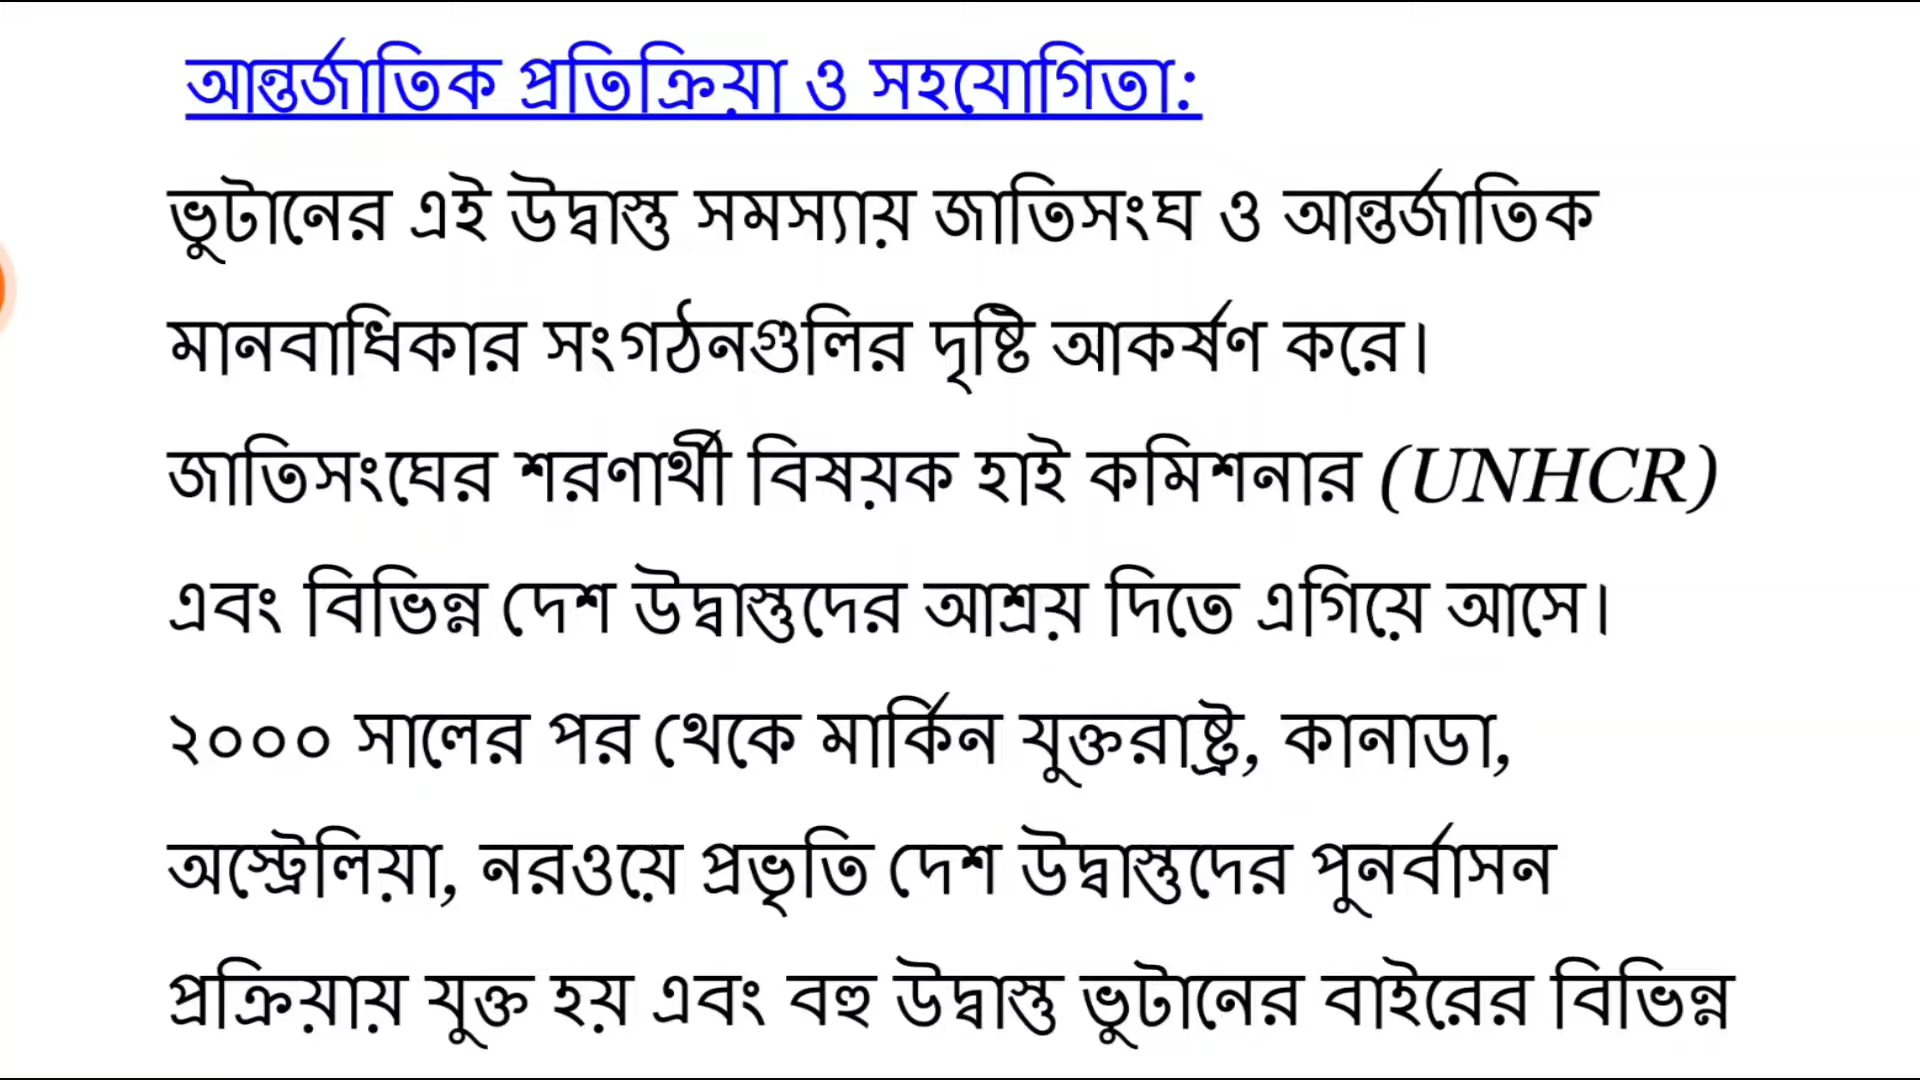 আন্তর্জাতিক প্রতিক্রিয়া ও সহযোগিতা:
ভুটানের এই উদ্বাস্তু সমস্যায় জাতিসংঘ ও আন্তর্জাতিক
মানবাধিকার সংগঠনগুলির দৃষ্টি আকর্ষণ করে।
জাতিসংঘের শরণার্থী বিষয়ক হাই কমিশনার (UNHCR)
এবং বিভিন্ন দেশ উদ্বাস্তুদের আশ্রয় দিতে এগিয়ে আসে।
২০০০ সালের পর থেকে মার্কিন যুক্তরাষ্ট্র, কানাডা,
অস্ট্রেলিয়া, নরওয়ে প্রভৃতি দেশ উদ্বাস্তুদের পুনর্বাসন
প্রক্রিয়ায় যুক্ত হয় এবং বহু উদ্বাস্তু ভুটানের বাইরের বিভিন্ন